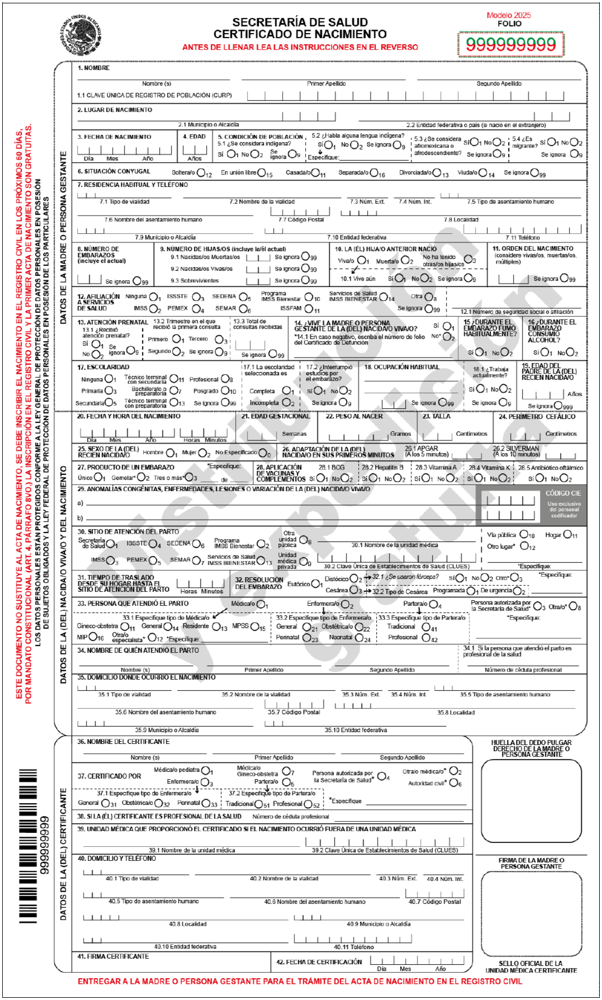 Modelo 2025
SECRETARÍA DE SALUD
FOLIO
CERTIFICADO DE NACIMIENTO
ANTES DE LLENAR LEA LAS INSTRUCCIONES EN EL REVERSO
999999999
ESTADOS UNIDOS MEXICANOS
ESTE DOCUMENTO NO SUSTITUYE AL ACTA DE NACIMIENTO, SE DEBE INSCRIBIR EL NACIMIENTO EN EL REGISTRO CIVIL EN LOS PRÓXIMOS 60 DÍAS,
POR MANDATO CONSTITUCIONAL (ART. 4, PÁRRAFO 8VO.) LA INSCRIPCIÓN EN EL REGISTRO CIVIL Y LA PRIMER ACTA DE NACIMIENTO SON GRATUITAS.
LOS DATOS PERSONALES ESTÁN PROTEGIDOS CONFORME A LA LEY GENERAL DE PROTECCIÓN DE DATOS PERSONALES EN POSESIÓN
DE SUJETOS OBLIGADOS Y LA LEY FEDERAL DE PROTECCIÓN DE DATOS PERSONALES EN POSESIÓN DE LOS PARTICULARES
Distribución
y expedición
gratuita
DATOS DE LA MADRE O PERSONA GESTANTE
1. NOMBRE
Nombre (s) Primer Apellido Segundo Apellido
1.1 CLAVE ÚNICA DE REGISTRO DE POBLACIÓN (CURP)
2. LUGAR DE NACIMIENTO
2.1 Municipio o Alcaldía 2.2 Entidad federativa o país (si nació en el extranjero)
3. FECHA DE NACIMIENTO
Día Mes Año
4. EDAD
Años
5. CONDICIÓN DE POBLACIÓN
5.1 ¿Se considera indígena?
Sí 1 No 2 Se ignora 9
5.2 ¿Habla alguna lengua indígena?
Sí 1 No 2 Se ignora 9
Especifique:
5.3 ¿Se considera afromexicana o afrodescendiente?
Sí 1 No 2
Se ignora 9
5.4 ¿Es migrante?
Sí 1 No 2
Se ignora 9
6. SITUACIÓN CONYUGAL Soltera/o 12 En unión libre 15 Casada/o 11 Separada/o 16 Divorciada/o 13 Viuda/o 14 Se ignora 99
7. RESIDENCIA HABITUAL Y TELÉFONO
7.1 Tipo de vialidad 7.2 Nombre de la vialidad 7.3 Núm. Ext. 7.4 Núm. Int. 7.5 Tipo de asentamiento humano
7.6 Nombre del asentamiento humano 7.7 Código Postal 7.8 Localidad
7.9 Municipio o Alcaldía 7.10 Entidad federativa 7.11 Teléfono
8. NÚMERO DE
EMBARAZOS
(incluye el actual)
Se ignora 99
9. NÚMERO DE HIJAS/OS (incluye la/él actual)
9.1 Nacidas/os Muertas/os Se ignora 99
9.2 Nacidas/os Vivas/os Se ignora 99
9.3 Sobrevivientes Se ignora 99
10. LA (ÉL) HIJA/O ANTERIOR NACIÓ
Viva/o 1 Muerta/o 2 No ha tenido otras/os hijas/os 3
10.1 Vive aún Sí 1 No 2 Se ignora 9
11. ORDEN DEL NACIMIENTO
(considere vivas/os, muertas/os,
múltiples)
Se ignora 99
12. AFILIACIÓN
A SERVICIOS
DE SALUD
Ninguna 1 ISSSTE 3 SEDENA 5 Programa IMSS Bienestar 10 Servicios de Salud IMSS BIENESTAR 14 Otra 8
IMSS 2 PEMEX 4 SEMAR 6 ISSFAM 11 Se ignora 99
12.1 Número de seguridad social o afiliación
13. ATENCIÓN PRENATAL
13.1 ¿Recibió
atención prenatal?
Sí 1
No 2 Se ignora 9
13.2 Trimestre en el que
recibió la primera consulta
Primero 1 Tercero 3
Segundo 2 Se ignora 9
13.3 Total de
consultas recibidas
Se ignora 99
14. ¿VIVE LA MADRE O PERSONA
GESTANTE DE LA (DEL) NACIDA/O VIVA/O?
Sí 1
No* 2
*14.1 En caso negativo, escriba el número de folio
del Certificado de Defunción
15 ¿DURANTE EL
EMBARAZO FUMÓ
HABITUALMENTE?
Sí 1 No 2
16 ¿DURANTE EL
EMBARAZO
CONSUMIÓ
ALCOHOL?
Sí 1 No 2
17. ESCOLARIDAD
Ninguna 1 Técnico terminal con secundaria 11 Profesional 8
Primaria 3 Bachillerato o preparatoria 7 Posgrado 10
Secundaria 5 Técnico terminal con preparatoria 13 Se ignora 99
17.1 La escolaridad
seleccionada es
Completa 1
Incompleta 2
17.2 ¿Interrumpió
estudios por
el embarazo?
Sí 1 No 2
Se ignora 9
18. OCUPACIÓN HABITUAL
Se ignora 99
18.1 ¿Trabaja
actualmente?
Sí 1 No 2
Se ignora 9
19. EDAD DEL
PADRE DE LA (DEL)
RECIEN NACIDA/O
Años
Se ignora 999
DATOS DE LA (DEL) NACIDA/O VIVA/O Y DEL NACIMIENTO
20. FECHA Y HORA DEL NACIMIENTO
Día Mes Año Horas Minutos
21. EDAD GESTACIONAL
Semanas
22. PESO AL NACER
Gramos
23. TALLA
Centímetros
24. PERÍMETRO CEFÁLICO
Centímetros
25. SEXO DE LA (DEL)
RECIEN NACIDA/O
Hombre 1 Mujer 2 No Especificado 0
26. ADAPTACIÓN DE LA (DEL)
NACIDA/O EN SUS PRIMEROS MINUTOS
26.1 APGAR
(A los 5 minutos)
26.2 SILVERMAN
(A los 10 minutos)
27. PRODUCTO DE UN EMBARAZO *Especifique:
Único 1 Gemelar* 2 Tres o más* 3 de
28. APLICACIÓN
DE VACUNAS Y
COMPLEMENTOS
28.1 BCG 28.2 Hepatitis B 28.3 Vitamina A 28.4 Vitamina K 28.5 Antibiótico oftálmico
Sí 1 No 2 Sí 1 No 2 Sí 1 No 2 Sí 1 No 2 Sí 1 No 2
29. ANOMALÍAS CONGÉNITAS, ENFERMEDADES, LESIONES O VARIACIÓN DE LA (DEL) NACIDA/O VIVA/O
a)
b)
CÓDIGO CIE
Uso exclusivo
del personal
codificador
30. SITIO DE ATENCIÓN DEL PARTO
Secretaría de Salud 1 ISSSTE 4 SEDENA 6 Programa IMSS Bienestar 2 Otra unidad pública 8
IMSS 3 PEMEX 5 SEMAR 7 Servicios de Salud IMSS BIENESTAR 13 Unidad médica privada 9
30.1 Nombre de la unidad médica
30.2 Clave Única de Establecimientos de Salud (CLUES)
Vía pública 10 Hogar 11
Otro lugar* 12
*Especifique:
31. TIEMPO DE TRASLADO
DESDE SU HOGAR HASTA EL
SITIO DE ATENCIÓN DEL PARTO
Horas Minutos
32. RESOLUCIÓN
DEL EMBARAZO
Eutócico 1
Distócico 2 32.1 ¿Se usaron fórceps? Sí 1 No 2 Otro* 3 *Especifique:
Cesárea 3 32.2 Tipo de Cesárea Programada 1 De urgencia 2
33. PERSONA QUE ATENDIÓ EL PARTO Médica/o 1 Enfermera/o 2 Partera/o 4 Persona autorizada por la Secretaría de Salud* 3 Otra/o* 8
*Especifique:
33.1 Especifique tipo de Médica/o
Gineco-obstetra 11 General 14 Residente 13 MPSS 15
MIP 16 Otra/o especialista* 12 *Especifique:
33.2 Especifique tipo de Enfermera/o
General 21 Obstétrica/o 22
Perinatal 23 Neonatal 24
33.3 Especifique tipo de Partera/o
Tradicional 41
Profesional 42
34. NOMBRE DE QUIÉN ATENDIÓ EL PARTO
Nombre (s) Primer Apellido Segundo Apellido
34.1 Si la persona que atendió el parto es
profesional de la salud
Número de cédula profesional
35. DOMICILIO DONDE OCURRIÓ EL NACIMIENTO
35.1 Tipo de vialidad 35.2 Nombre de la vialidad 35.3 Núm. Ext. 35.4 Núm. Int. 35.5 Tipo de asentamiento humano
35.6 Nombre del asentamiento humano 35.7 Código Postal 35.8 Localidad
35.9 Municipio o Alcaldía 35.10 Entidad federativa
DATOS DE LA (DEL) CERTIFICANTE
36. NOMBRE DEL CERTIFICANTE
Nombre (s) Primer Apellido Segundo Apellido
37. CERTIFICADO POR
Médica/o pediatra 1 Médica/o Gineco-obstetra 7 Persona autorizada por la Secretaría de Salud* 4 Otra/o médica/o* 2
Enfermera/o 3 Partera/o 5 Autoridad civil* 6
37.1 Especifique tipo de Enfermera/o
General 31 Obstétrica/o 32 Perinatal 33
37.2 Especifique tipo de Partera/o
Tradicional 51 Profesional 52
*Especifique
38. SI LA (ÉL) CERTIFICANTE ES PROFESIONAL DE LA SALUD Número de cédula profesional
39. UNIDAD MÉDICA QUE PROPORCIONÓ EL CERTIFICADO SI EL NACIMIENTO OCURRIÓ FUERA DE UNA UNIDAD MÉDICA
39.1 Nombre de la unidad médica 39.2 Clave Única de Establecimientos de Salud (CLUES)
40. DOMICILIO Y TELÉFONO
40.1 Tipo de vialidad 40.2 Nombre de la vialidad 40.3 Núm. Ext. 40.4 Núm. Int.
40.5 Tipo de asentamiento humano 40.6 Nombre del asentamiento humano 40.7 Código Postal
40.8 Localidad 40.9 Municipio o Alcaldía
40.10 Entidad federativa 40.11 Teléfono
41. FIRMA CERTIFICANTE
42. FECHA DE CERTIFICACIÓN
Día Mes Año
HUELLA DEL DEDO PULGAR
DERECHO DE LA MADRE O
PERSONA GESTANTE
FIRMA DE LA MADRE O
PERSONA GESTANTE
SELLO OFICIAL DE LA
UNIDAD MÉDICA CERTIFICANTE
999999999
ENTREGAR A LA MADRE O PERSONA GESTANTE PARA EL TRÁMITE DEL ACTA DE NACIMIENTO EN EL REGISTRO CIVIL